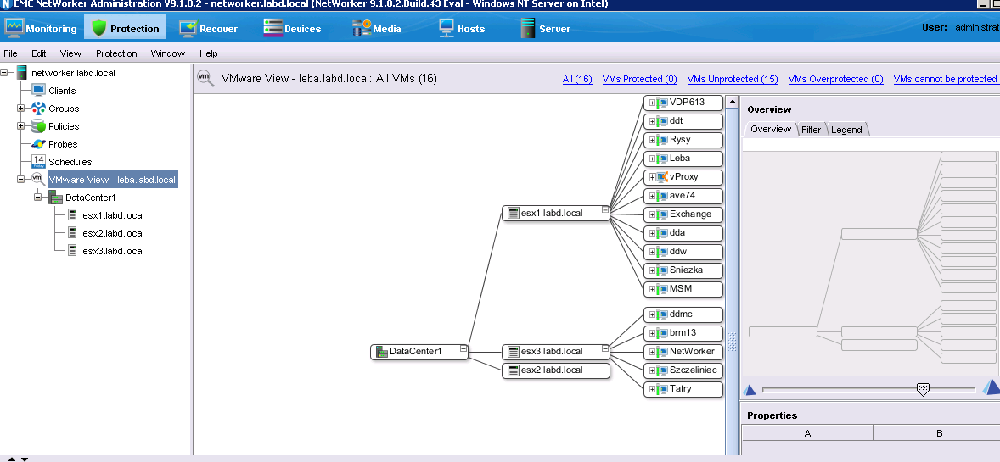 EMC NetWorker Administration V9.1.0.2 - networker.labd.local (NetWorker 9.1.0.2.Build.43 Eval - Windows NT Server on Intel)
Monitoring Protection Recover Devices Media Hosts Server User: administrat
File Edit View Protection Window Help
networker.labd.local
Clients
Groups
Policies
Probes
14 Schedules
vm VMware View - leba.labd.local
DataCenter1
esx1.labd.local
esx2.labd.local
esx3.labd.local
vm VMware View - leba.labd.local: All VMs (16) All (16) VMs Protected (0) VMs Unprotected (15) VMs Overprotected (0) VMs cannot be protected
VDP613
ddt
Rysy
Leba
vProxy
ave74
esx1.labd.local
Exchange
dda
ddw
Sniezka
MSM
ddmc
brm13
DataCenter1
esx3.labd.local
NetWorker
esx2.labd.local
Szczeliniec
Tatry
Overview
Overview Filter Legend
Properties
A B